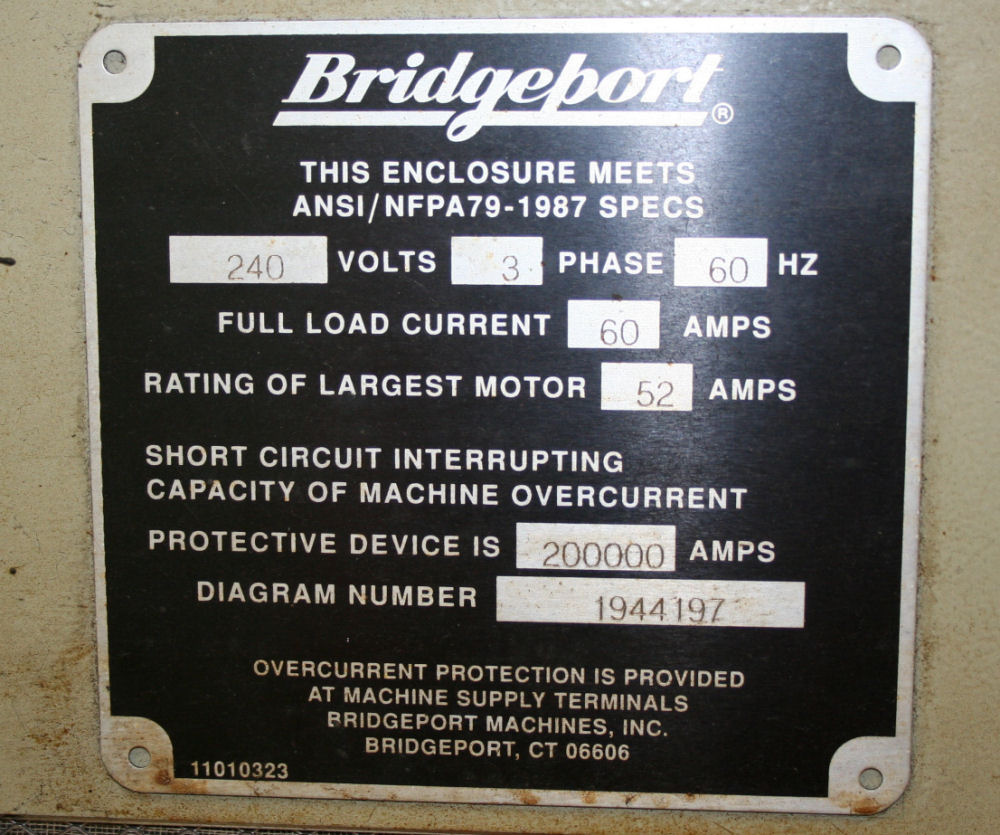 Bridgeport ®
THIS ENCLOSURE MEETS
ANSI/NFPA79-1987 SPECS
240 VOLTS 3 PHASE 60 HZ
FULL LOAD CURRENT 60 AMPS
RATING OF LARGEST MOTOR 52 AMPS
SHORT CIRCUIT INTERRUPTING
CAPACITY OF MACHINE OVERCURRENT
PROTECTIVE DEVICE IS 200000 AMPS
DIAGRAM NUMBER 1944197
OVERCURRENT PROTECTION IS PROVIDED
AT MACHINE SUPPLY TERMINALS
BRIDGEPORT MACHINES, INC.
BRIDGEPORT, CT 06606
11010323